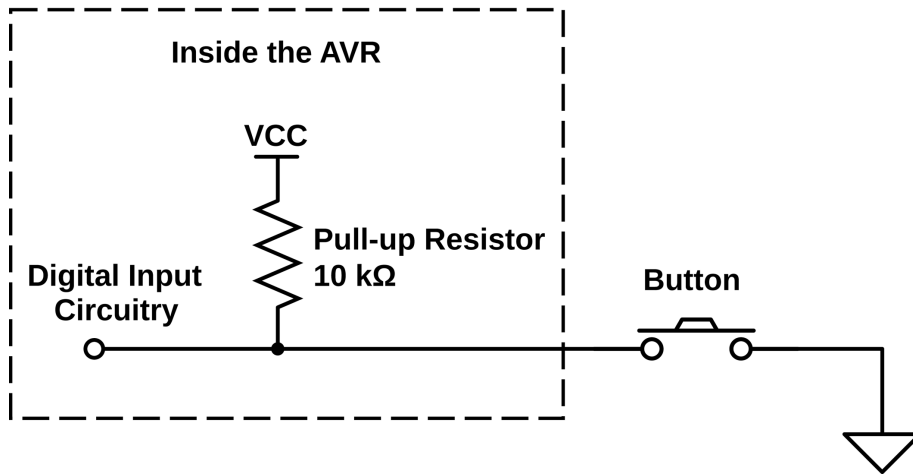 Inside the AVR
VCC
Pull-up Resistor
10 kΩ
Digital Input
Circuitry
Button